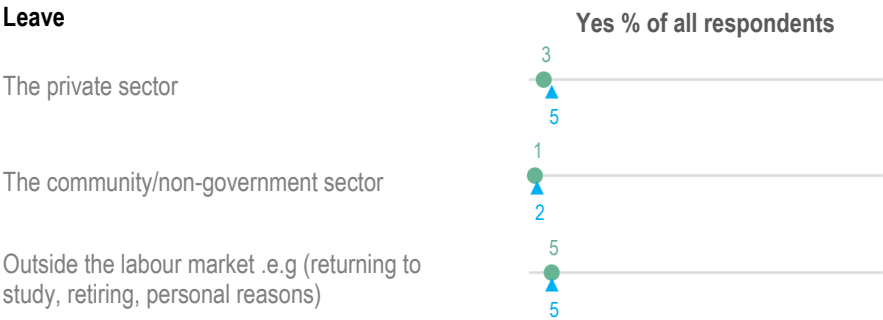 Leave
Yes % of all respondents
3
The private sector
5
1
The community/non-government sector
2
5
Outside the labour market .e.g (returning to
study, retiring, personal reasons)
5